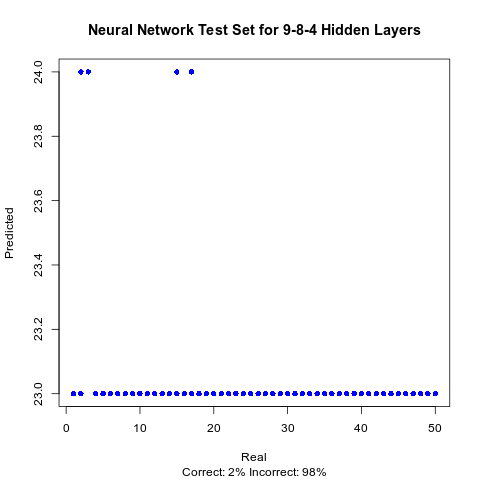 Neural Network Test Set for 9-8-4 Hidden Layers
Predicted
24.0
23.8
23.6
23.4
23.2
23.0
0 10 20 30 40 50
Real
Correct: 2% Incorrect: 98%